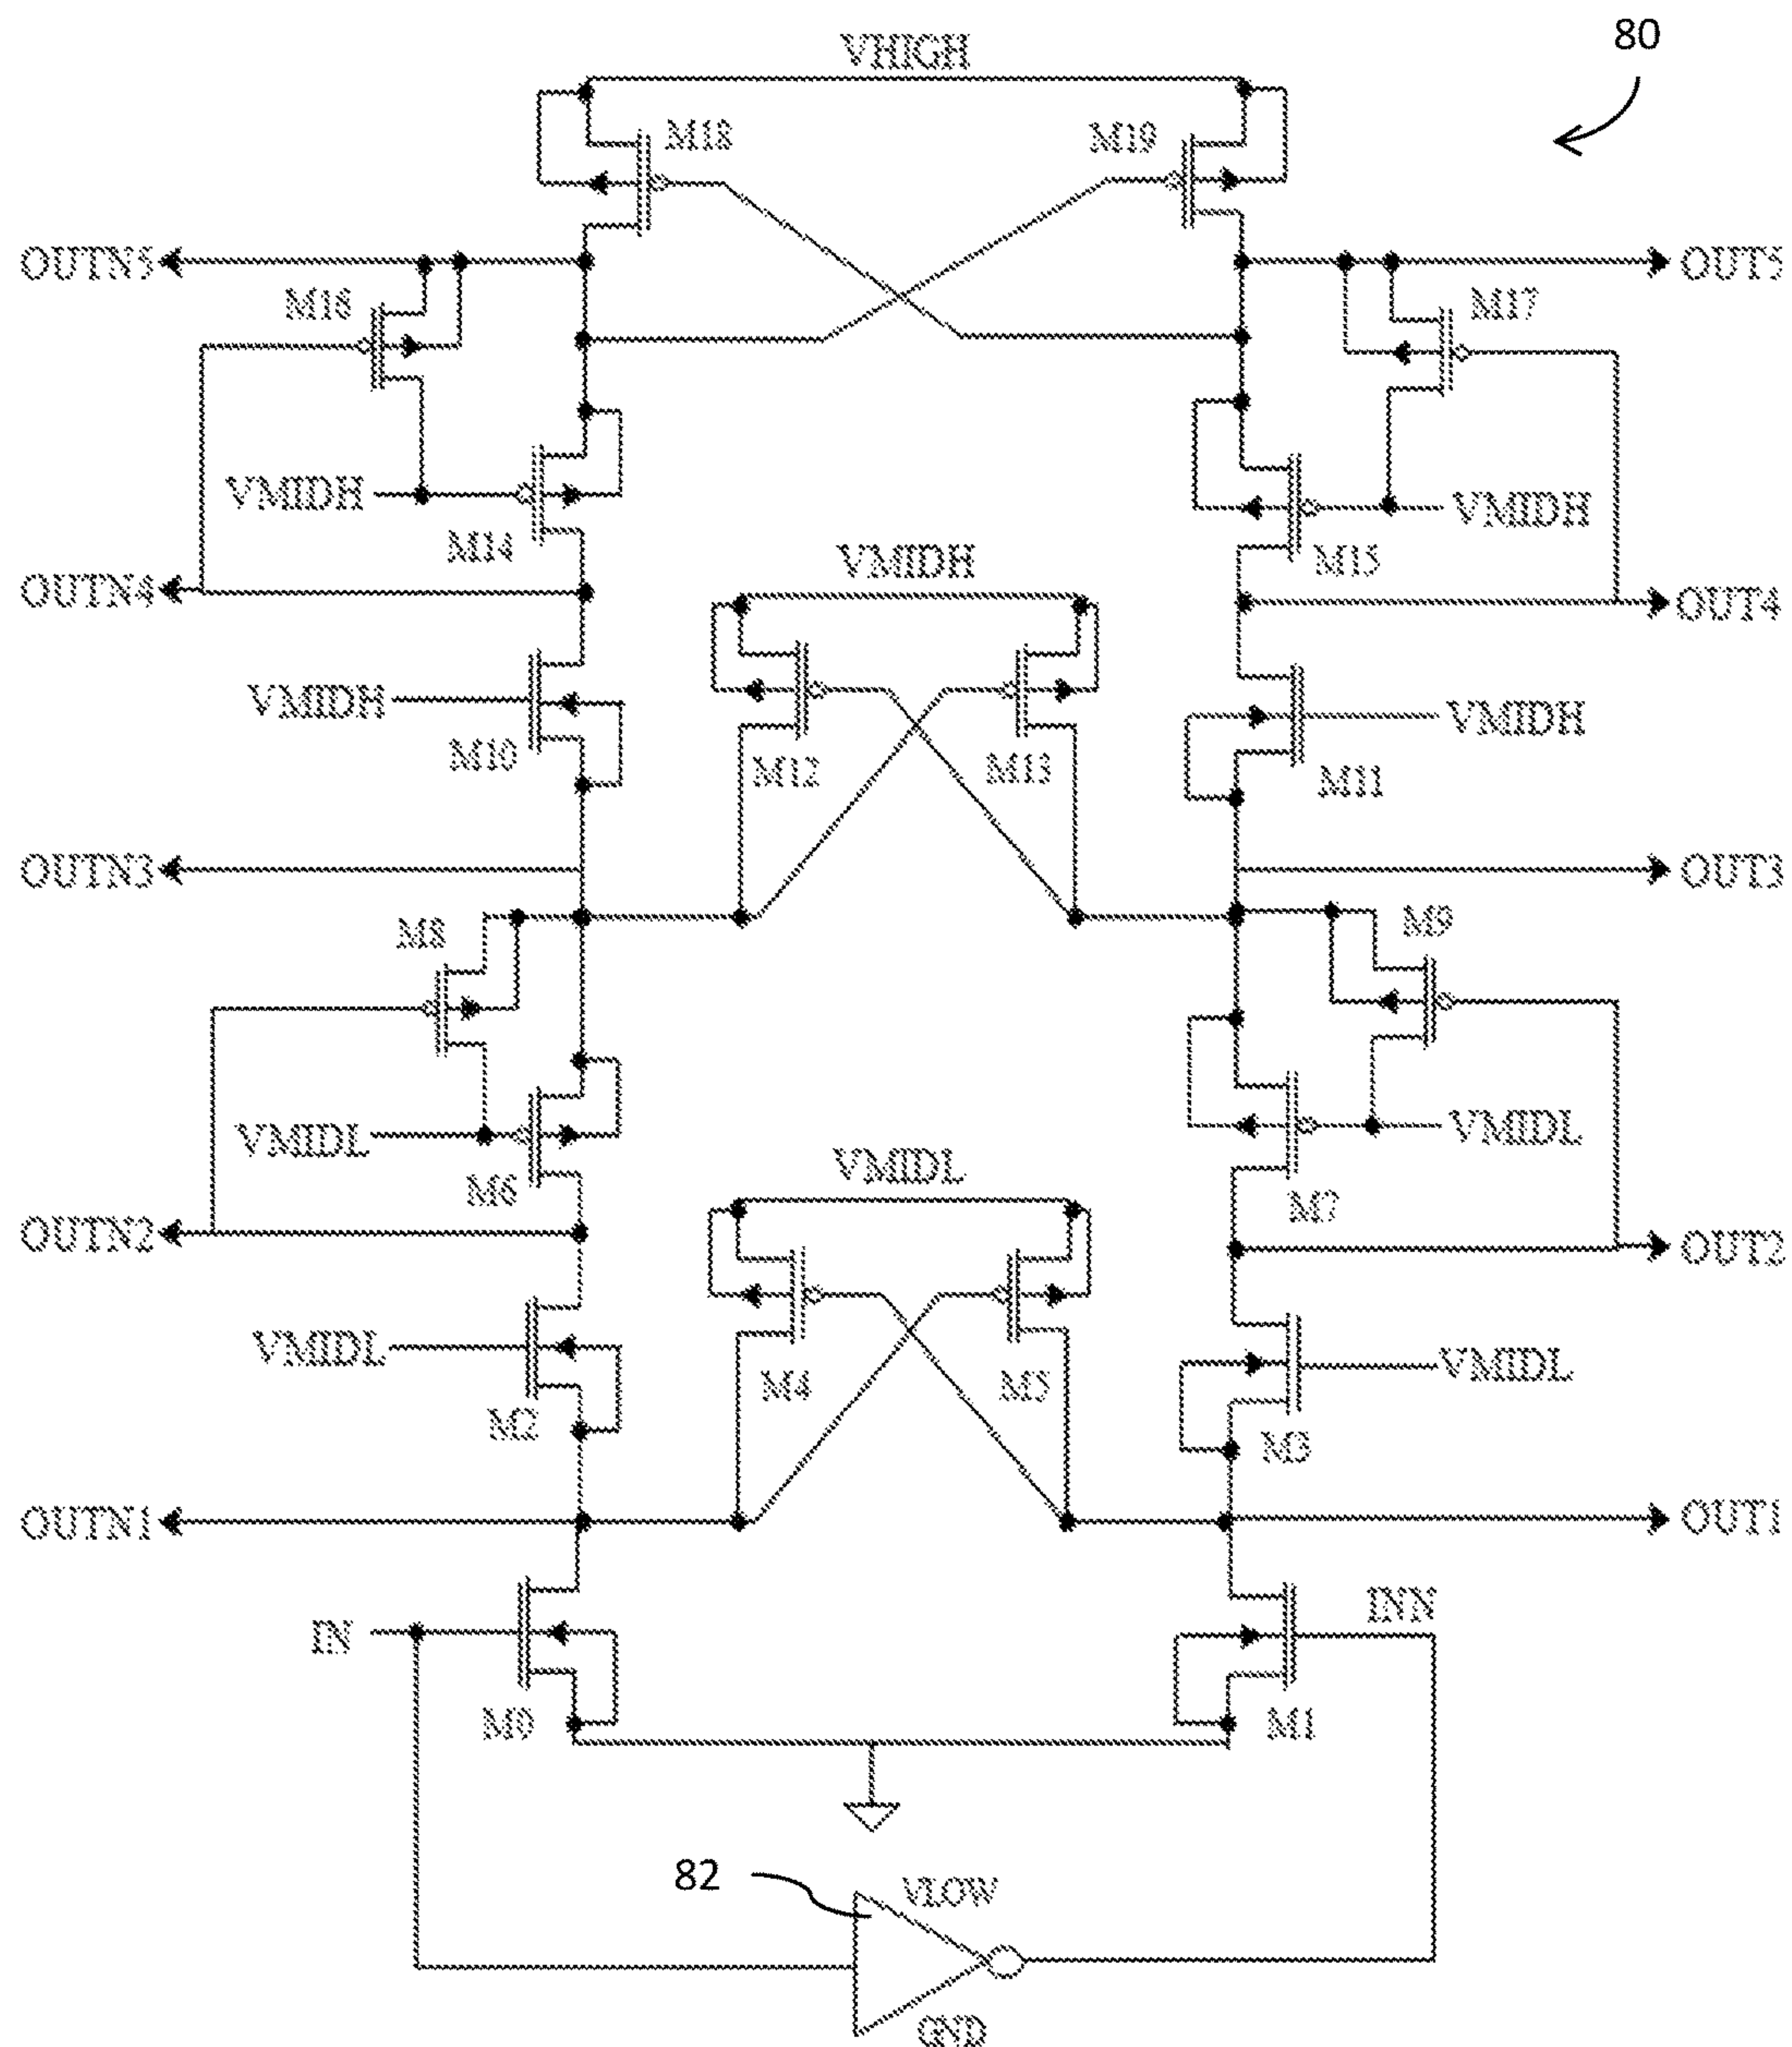 80
VHIGH
M18
M19
OUTN5
OUT5
M16
M17
VMIDH
VMIDH
M14
M15
VMIDH
OUTN4
OUT4
VMIDH
VMIDH
M10
M12
M13
M11
OUTN3
OUT3
M8
M9
VMIDL
VMIDL
M6
VMIDL
M7
OUTN2
OUT2
VMIDL
VMIDL
M2
M4
M5
M3
OUTN1
OUT1
IN
INN
M0
M1
82
VLOW
GND